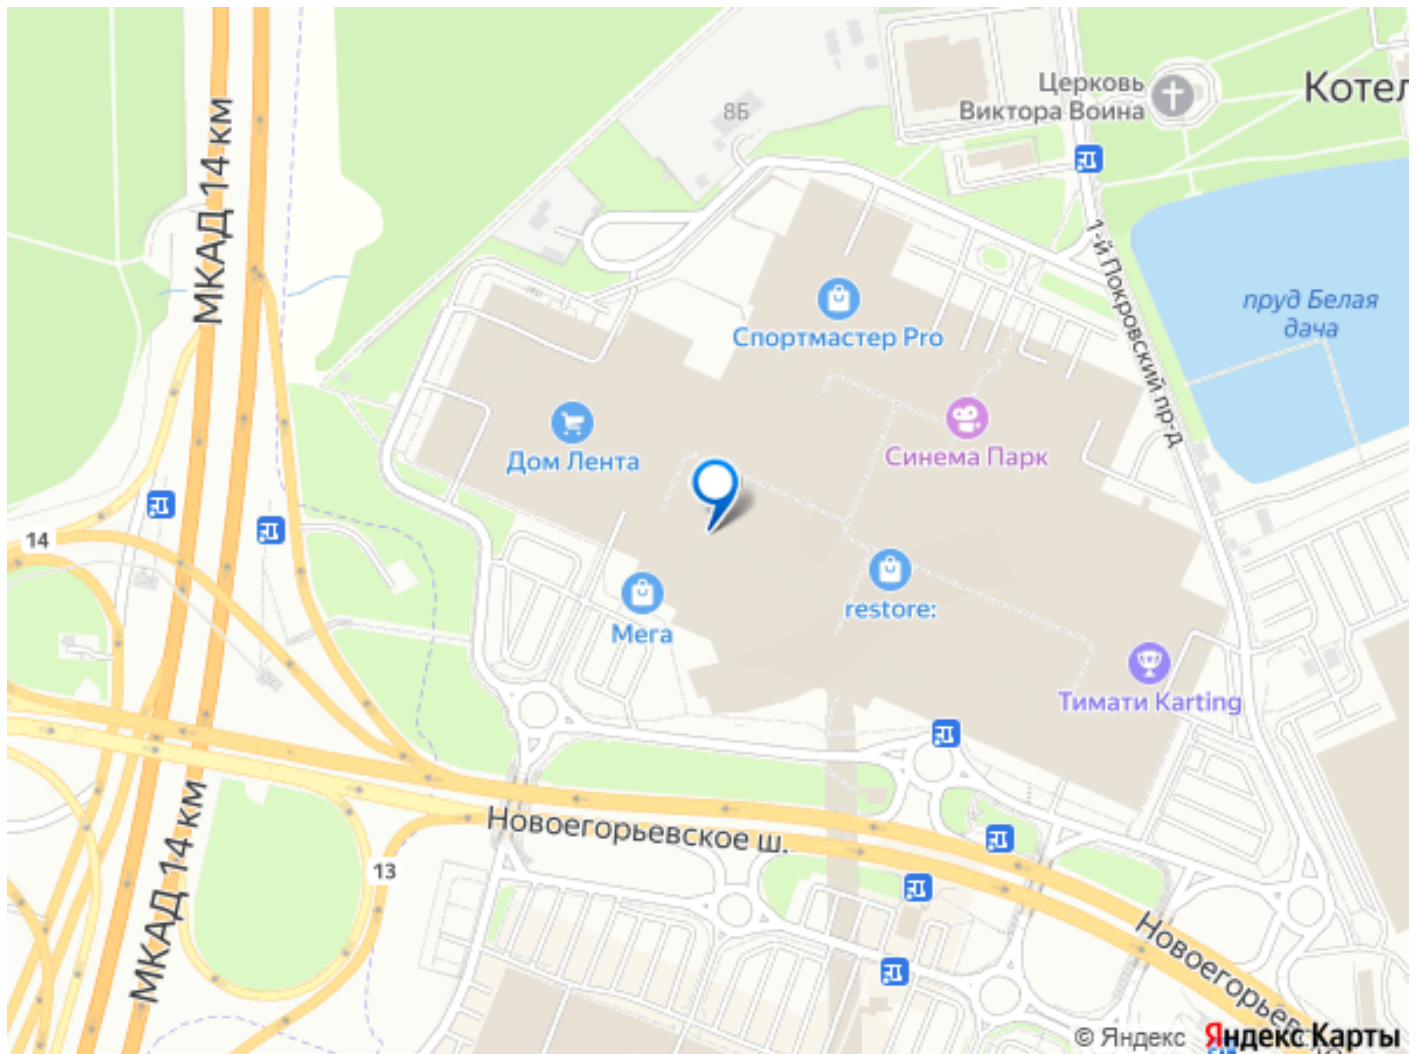 Церковь
Виктора Воина
Котел
8Б
МКАД 14 км
1-й Покровский пр-д
пруд Белая
дача
Спортмастер Pro
Дом Лента
Синема Парк
14
restore:
Мега
Тимати Karting
МКАД 14 км
Новоегорьевское ш.
13
Новоегорьевско
© Яндекс Яндекс Карты